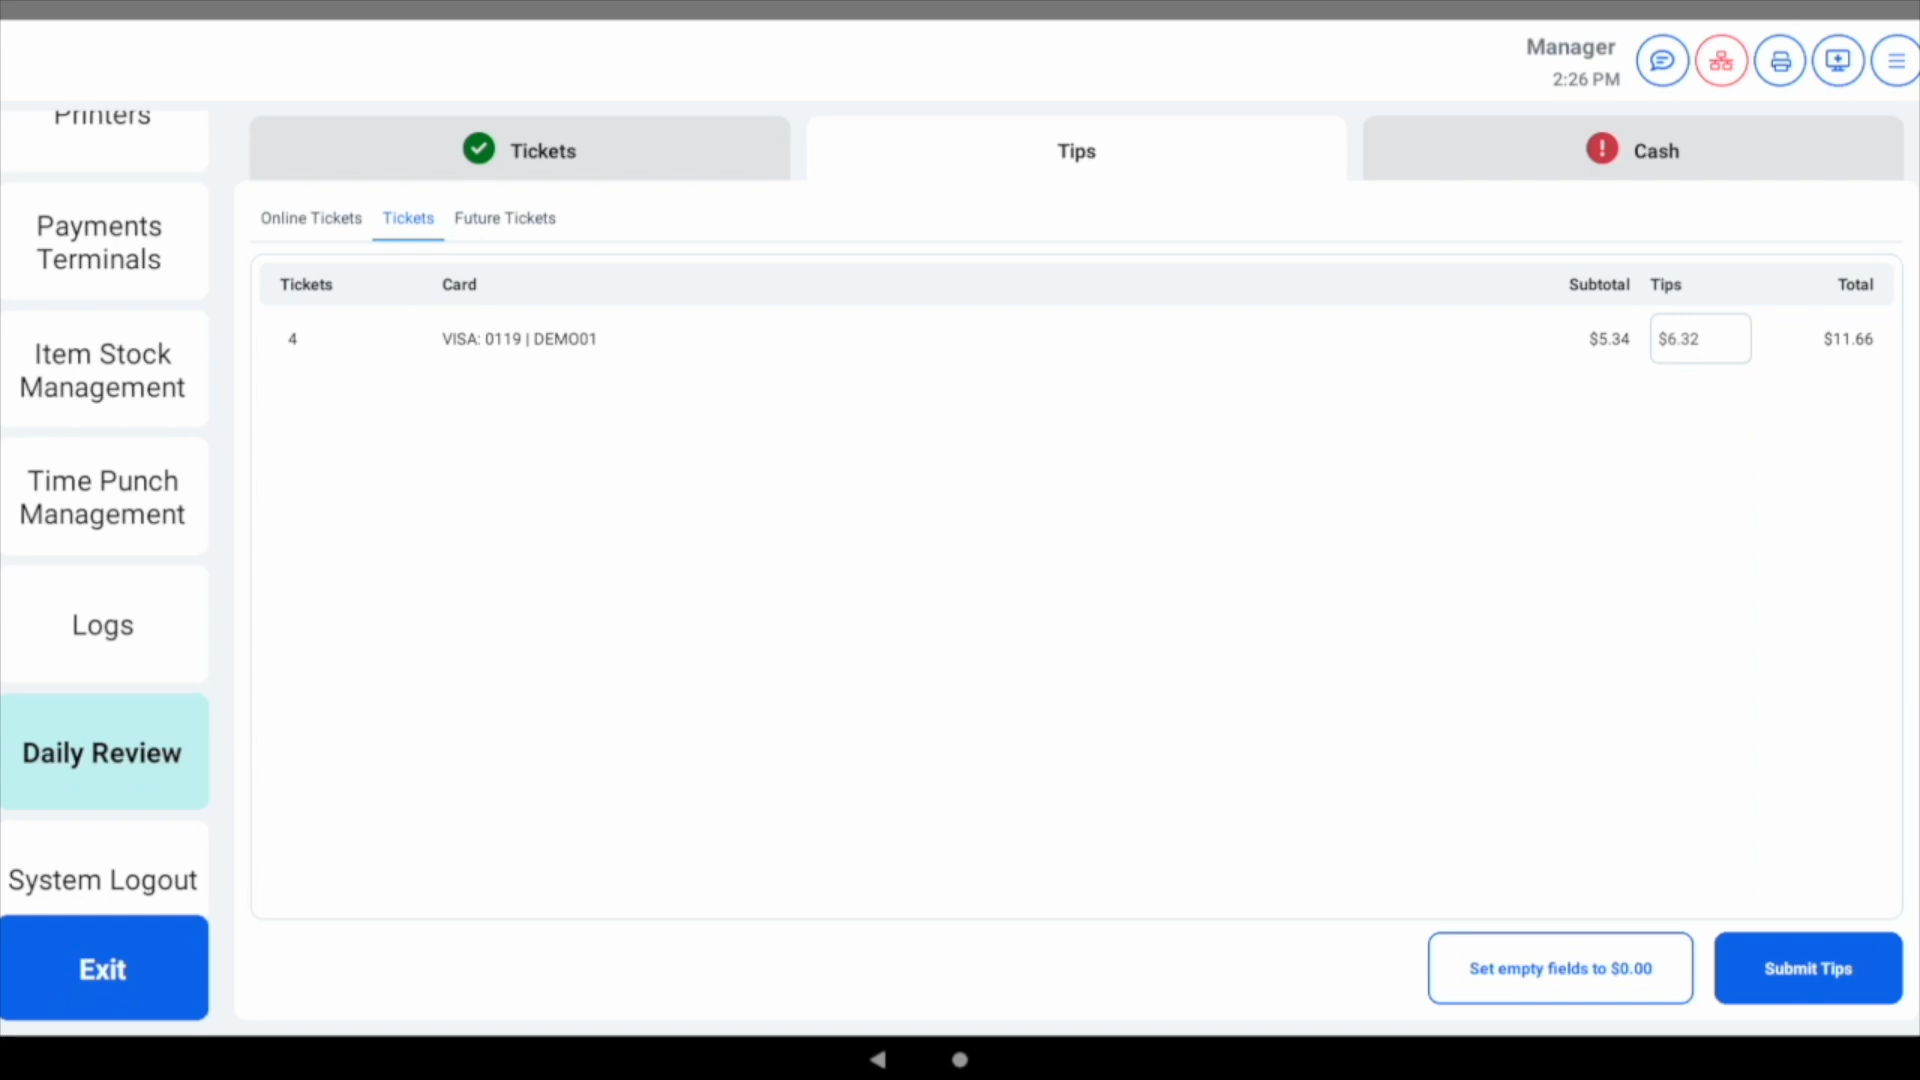 Manager
2:26 PM
Printers
Payments
Terminals
Item Stock
Management
Time Punch
Management
Logs
Daily Review
System Logout
Exit
Tickets
Tips
Cash
Online Tickets
Tickets
Future Tickets
Tickets
Card
Subtotal
Tips
Total
4
VISA: 0119 | DEMO01
$5.34
$6.32
$11.66
Set empty fields to $0.00
Submit Tips